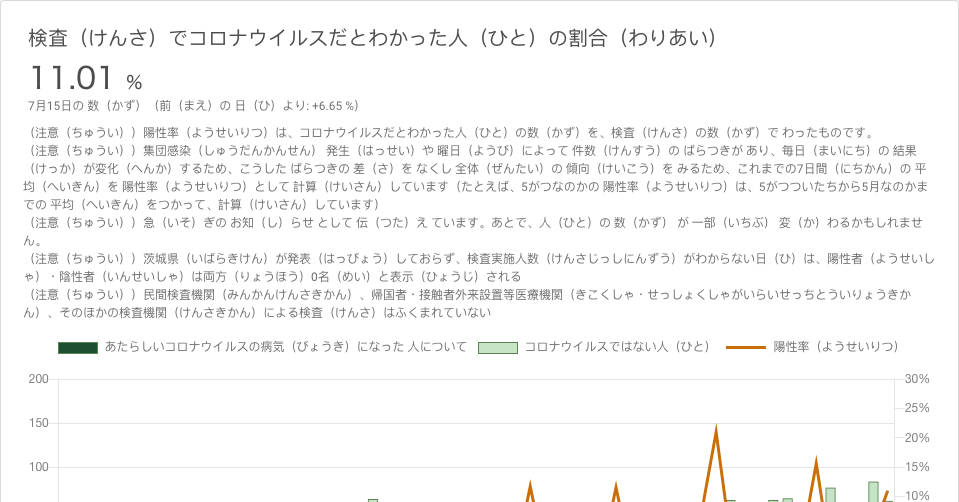 検査（けんさ）でコロナウイルスだとわかった人（ひと）の割合（わりあい）
11.01 %
7月15日の 数（かず）（前（まえ）の 日（ひ）より: +6.65 %）
（注意（ちゅうい））陽性率（ようせいりつ）は、コロナウイルスだとわかった人（ひと）の数（かず）を、検査（けんさ）の数（かず）で わったものです。
（注意（ちゅうい））集団感染（しゅうだんかんせん） 発生（はっせい）や 曜日（ようび）によって 件数（けんすう）の ばらつきが あり、毎日（まいにち）の 結果
（けっか）が変化（へんか）するため、こうした ばらつきの 差（さ）を なくし 全体（ぜんたい）の 傾向（けいこう）を みるため、これまでの7日間（にちかん）の 平
均（へいきん）を 陽性率（ようせいりつ）として 計算（けいさん）しています（たとえば、5がつなのかの 陽性率（ようせいりつ）は、5がつついたちから5月なのかま
での 平均（へいきん）をつかって、計算（けいさん）しています）
（注意（ちゅうい））急（いそ）ぎの お知（し）らせ として 伝（つた）え ています。あとで、人（ひと）の 数（かず） が 一部（いちぶ） 変（か）わるかもしれませ
ん。
（注意（ちゅうい））茨城県（いばらきけん）が発表（はっぴょう）しておらず、検査実施人数（けんさじっしにんずう）がわからない日（ひ）は、陽性者（ようせいし
ゃ）・陰性者（いんせいしゃ）は両方（りょうほう）0名（めい）と表示（ひょうじ）される
（注意（ちゅうい））民間検査機関（みんかんけんさきかん）、帰国者・接触者外来設置等医療機関（きこくしゃ・せっしょくしゃがいらいせっちとういりょうきか
ん）、そのほかの検査機関（けんさきかん）による検査（けんさ）はふくまれていない
あたらしいコロナウイルスの病気（びょうき）になった 人について コロナウイルスではない人（ひと） 陽性率（ようせいりつ）
200 30%
25%
150 20%
100 15%
10%